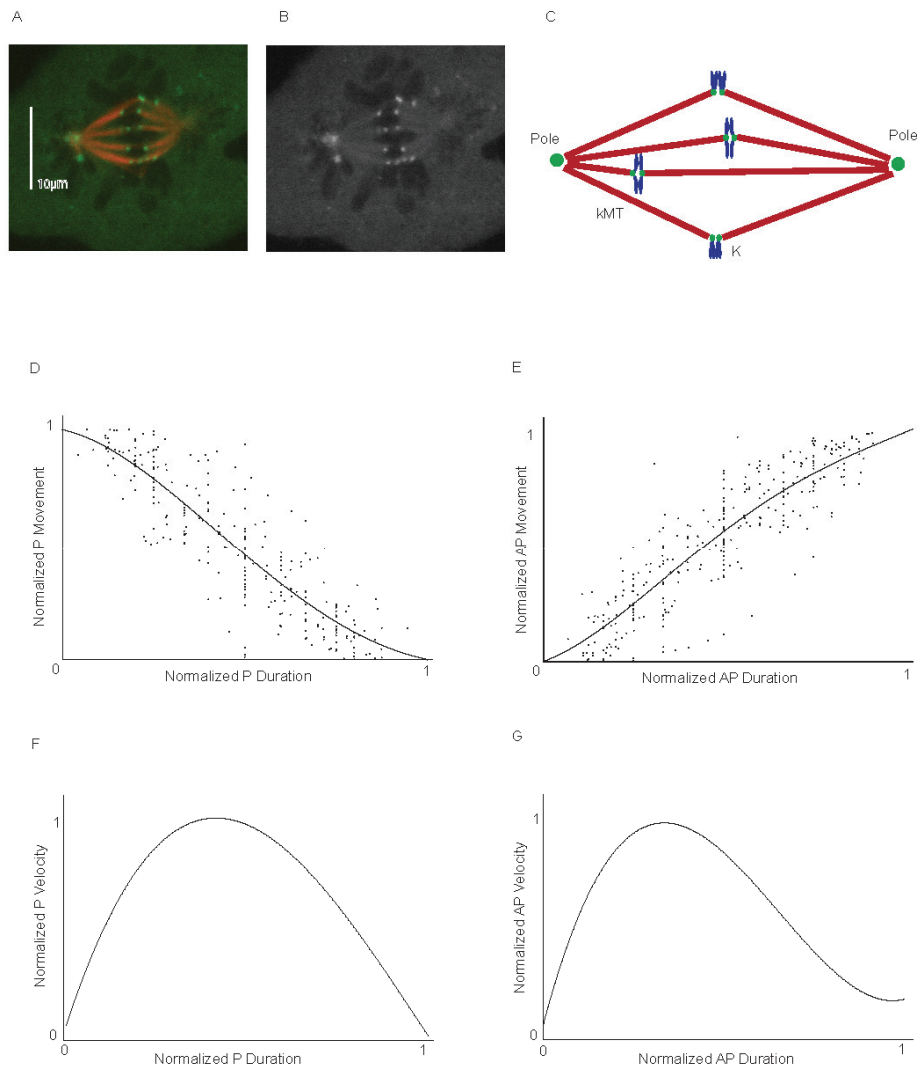 A
B
C
10µm
Pole
Pole
kMT
K
D
1
Normalized P Movement
0
Normalized P Duration
1
E
1
Normalized AP Movement
0
Normalized AP Duration
1
F
1
Normalized P Velocity
0
Normalized P Duration
1
G
1
Normalized AP Velocity
0
0
Normalized AP Duration
1